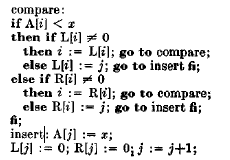 compare:
if A[i] < x
then if L[i] ≠ 0
then i := L[i]; go to compare;
else L[i] := j; go to insert fi;
else if R[i] ≠ 0
then i := R[i]; go to compare;
else R[i] := j; go to insert fi;
fi;
insert: A[j] := x;
L[j] := 0; R[j] := 0; j := j+1;